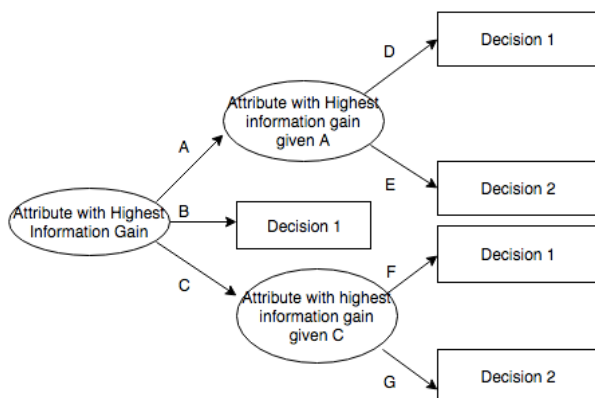 D
Decision 1
Attribute with Highest
information gain
given A
A
E
Decision 2
Attribute with Highest
Information Gain
B
Decision 1
C
F
Decision 1
Attribute with highest
information gain
given C
G
Decision 2